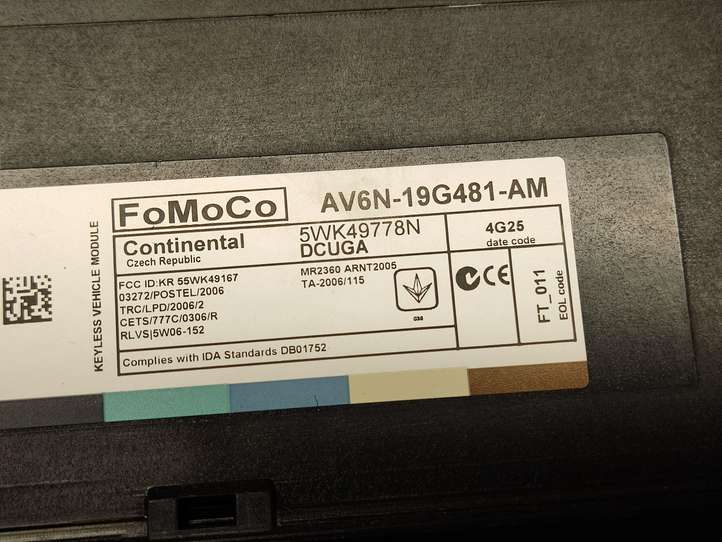 KEYLESS VEHICLE MODULE
FoMoCo
AV6N-19G481-AM
Continental
Czech Republic
5WK49778N
DCUGA
4G25
date code
FCC ID:KR 55WK49167
03272/POSTEL/2006
TRC/LPD/2006/2
CETS/777C/0306/R
RLVS|5W06-152
MR2360 ARNT2005
TA-2006/115
036
CE
FT_011
EOL code
Complies with IDA Standards DB01752